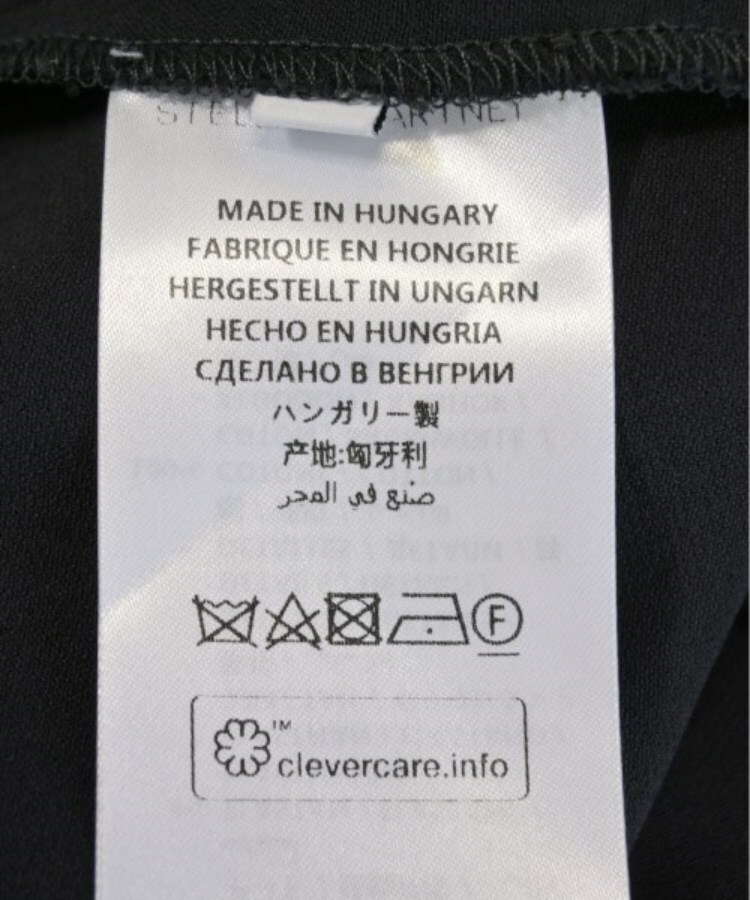 MADE IN HUNGARY
FABRIQUE EN HONGRIE
HERGESTELLT IN UNGARN
HECHO EN HUNGRIA
СДЕЛАНО В ВЕНГРИИ
ハンガリー製
产地:匈牙利
صنع في المجر
F
TM
clevercare.info